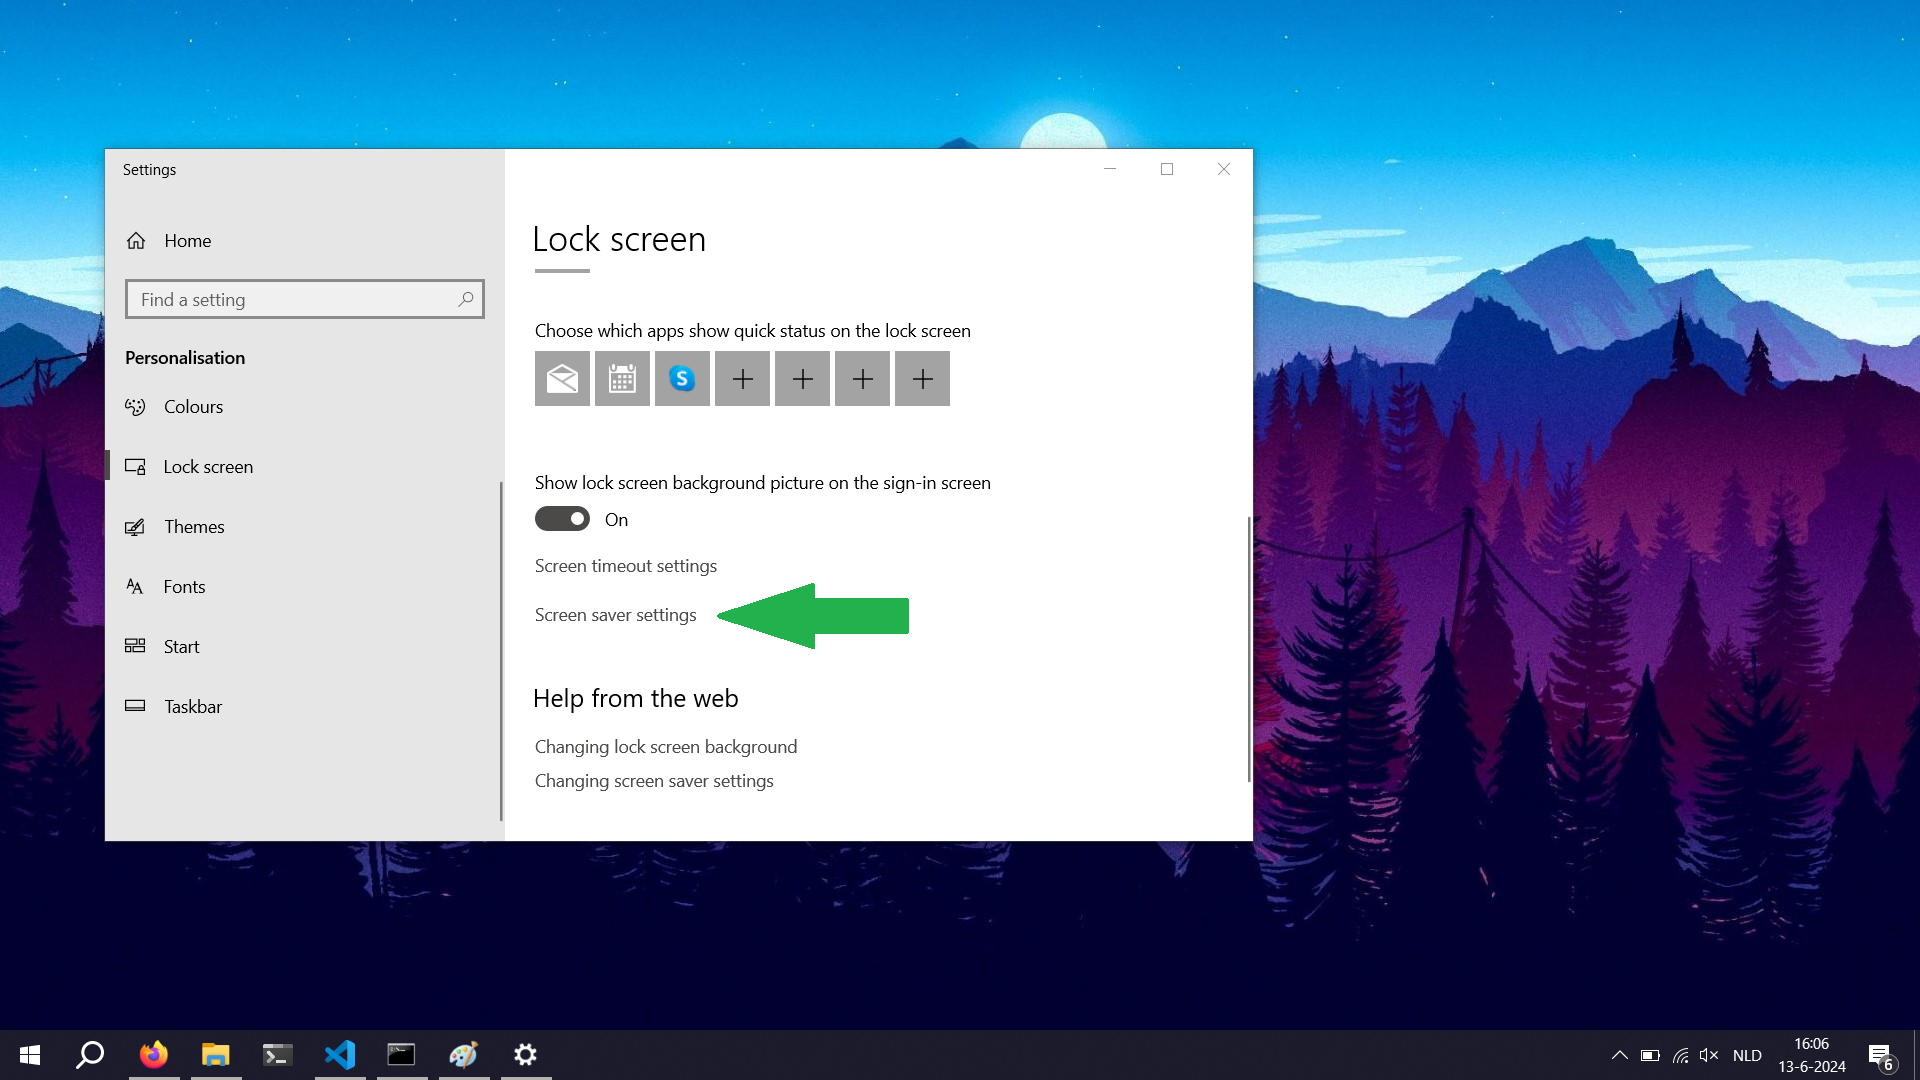 Settings
Home
Find a setting
Personalisation
Colours
Lock screen
Themes
Fonts
Start
Taskbar
Lock screen
Choose which apps show quick status on the lock screen
S
Show lock screen background picture on the sign-in screen
On
Screen timeout settings
Screen saver settings
Help from the web
Changing lock screen background
Changing screen saver settings
NLD
16:06
13-6-2024
6